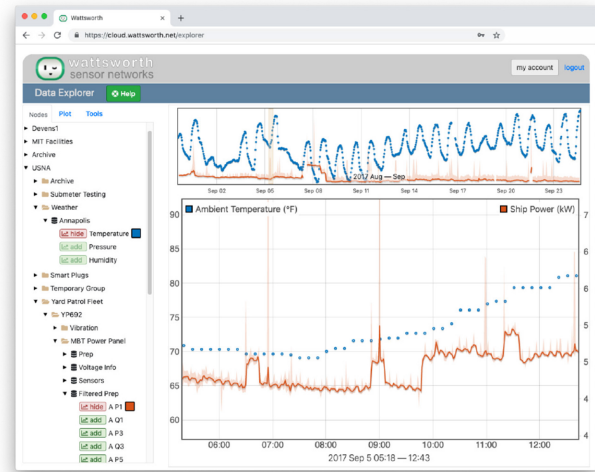 Wattsworth
https://cloud.wattsworth.net/explorer
wattsworth
sensor networks
my account
logout
Data Explorer
Help
Nodes Plot Tools
Devens1
MIT Facilities
Archive
USNA
Archive
Submeter Testing
Weather
Annapolis
hide Temperature
add Pressure
add Humidity
Smart Plugs
Temporary Group
Yard Patrol Fleet
YP692
Vibration
MBT Power Panel
Prep
Voltage Info
Sensors
Filtered Prep
hide A P1
add A Q1
add A P3
add A Q3
add A P5
2017 Aug — Sep
Sep 02 Sep 05 Sep 08 Sep 11 Sep 14 Sep 17 Sep 20 Sep 23
Ambient Temperature (°F)
Ship Power (kW)
90
85
80
75
70
65
60
7
6
6
5
5
4
4
06:00 07:00 08:00 09:00 10:00 11:00 12:00
2017 Sep 5 05:18 — 12:43